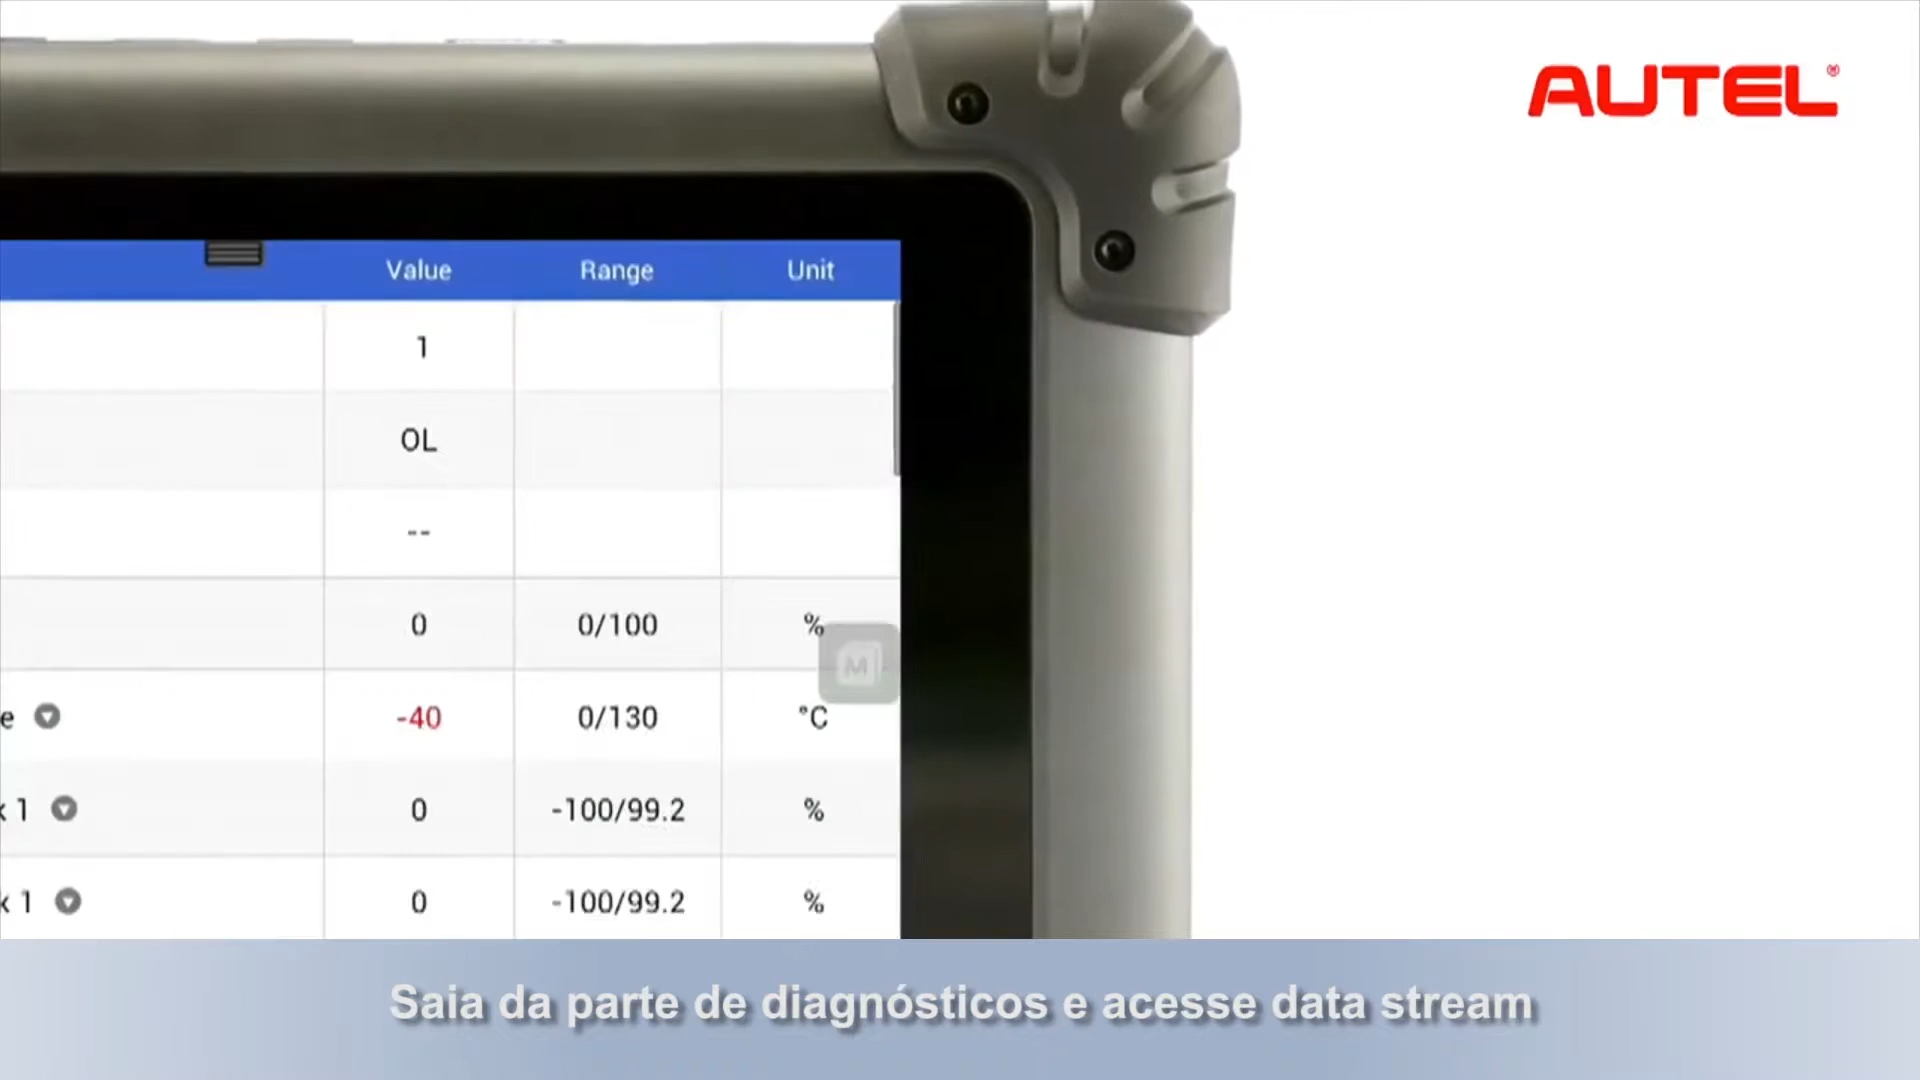 AUTEL®
Value Range Unit
1
OL
--
0 0/100 %
M
e -40 0/130 °C
k 1 0 -100/99.2 %
k 1 0 -100/99.2 %
Saia da parte de diagnósticos e acesse data stream